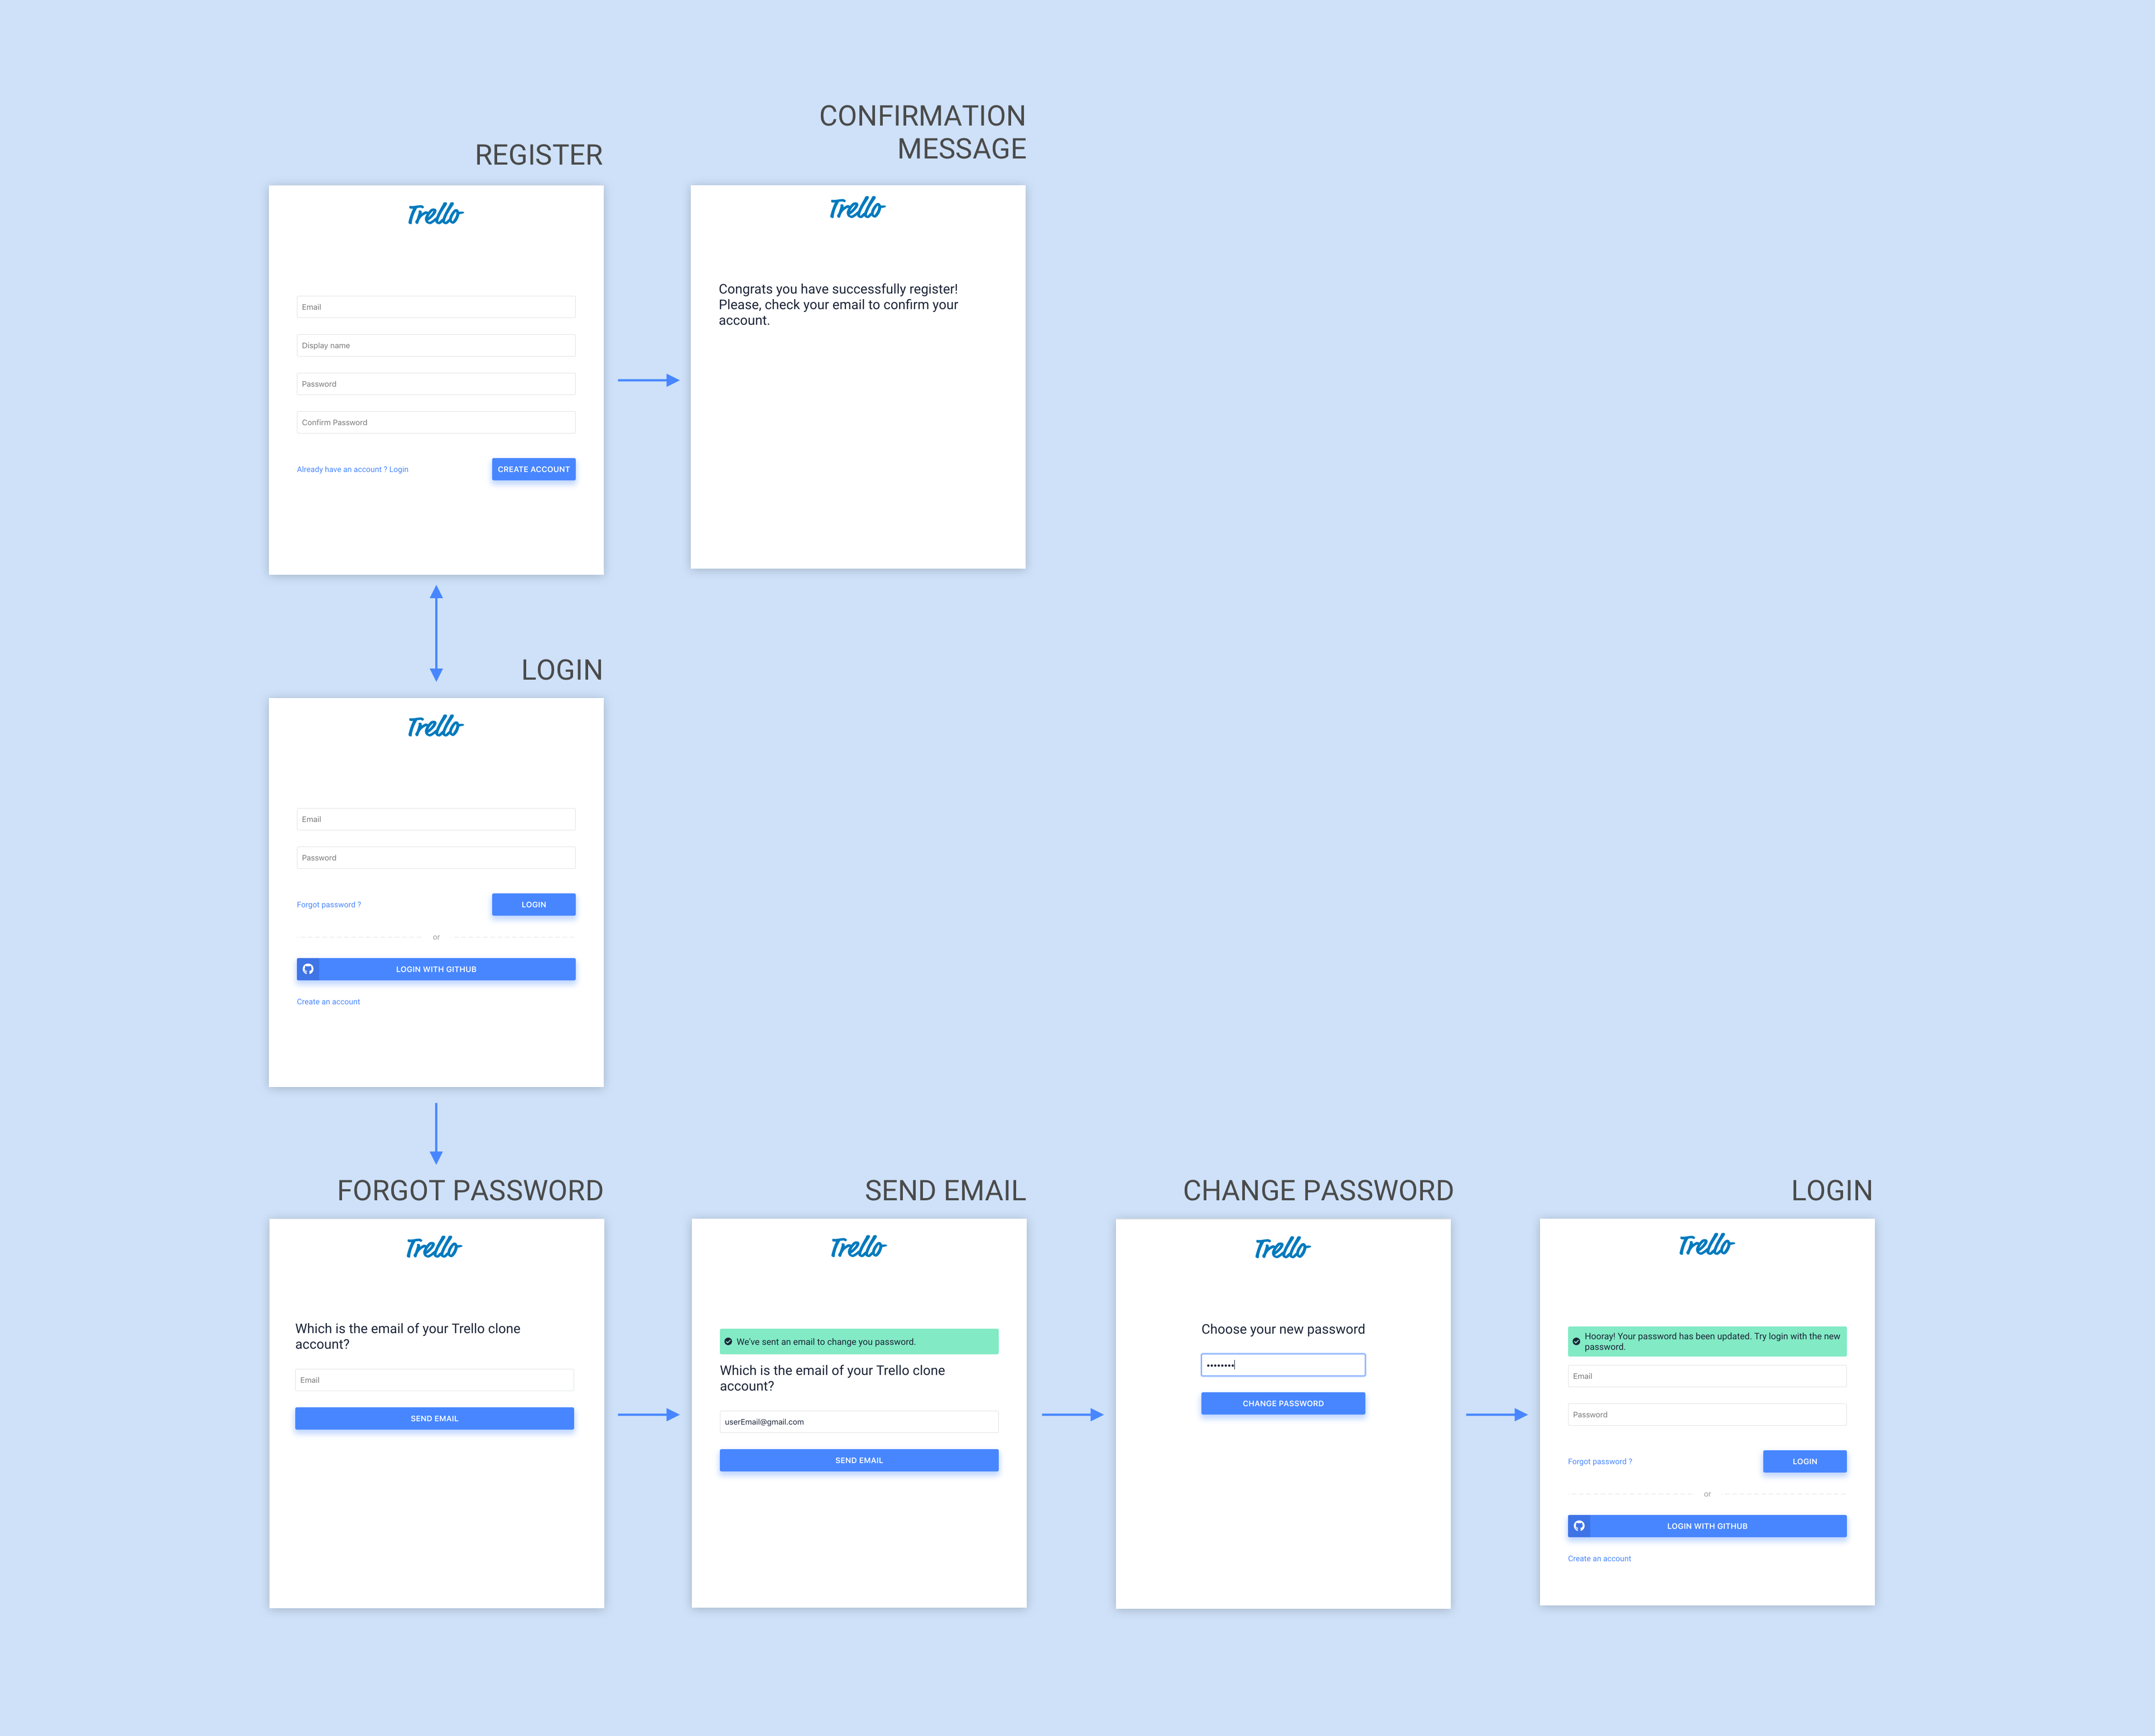 REGISTER
Trello
Email
Display name
Password
Confirm Password
Already have an account ? Login
CREATE ACCOUNT
CONFIRMATION
MESSAGE
Trello
Congrats you have successfully register!
Please, check your email to confirm your
account.
LOGIN
Trello
Email
Password
Forgot password ?
LOGIN
or
LOGIN WITH GITHUB
Create an account
FORGOT PASSWORD
Trello
Which is the email of your Trello clone
account?
Email
SEND EMAIL
SEND EMAIL
Trello
We've sent an email to change you password.
Which is the email of your Trello clone
account?
userEmail@gmail.com
SEND EMAIL
CHANGE PASSWORD
Trello
Choose your new password
••••••••
CHANGE PASSWORD
LOGIN
Trello
Hooray! Your password has been updated. Try login with the new
password.
Email
Password
Forgot password ?
LOGIN
or
LOGIN WITH GITHUB
Create an account